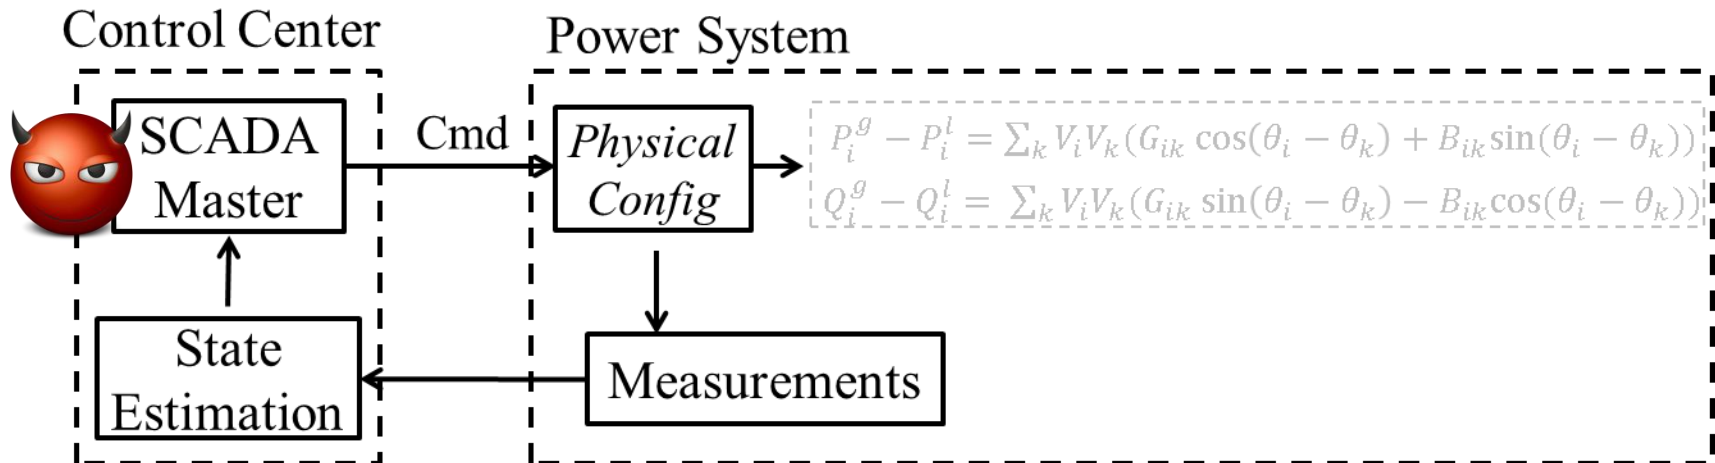 Control Center
Power System
SCADA
Master
Cmd
Physical
Config
P_i^g − P_i^l = ∑_k V_i V_k (G_ik cos(θ_i − θ_k) + B_ik sin(θ_i − θ_k))
Q_i^g − Q_i^l = ∑_k V_i V_k (G_ik sin(θ_i − θ_k) − B_ik cos(θ_i − θ_k))
State
Estimation
Measurements